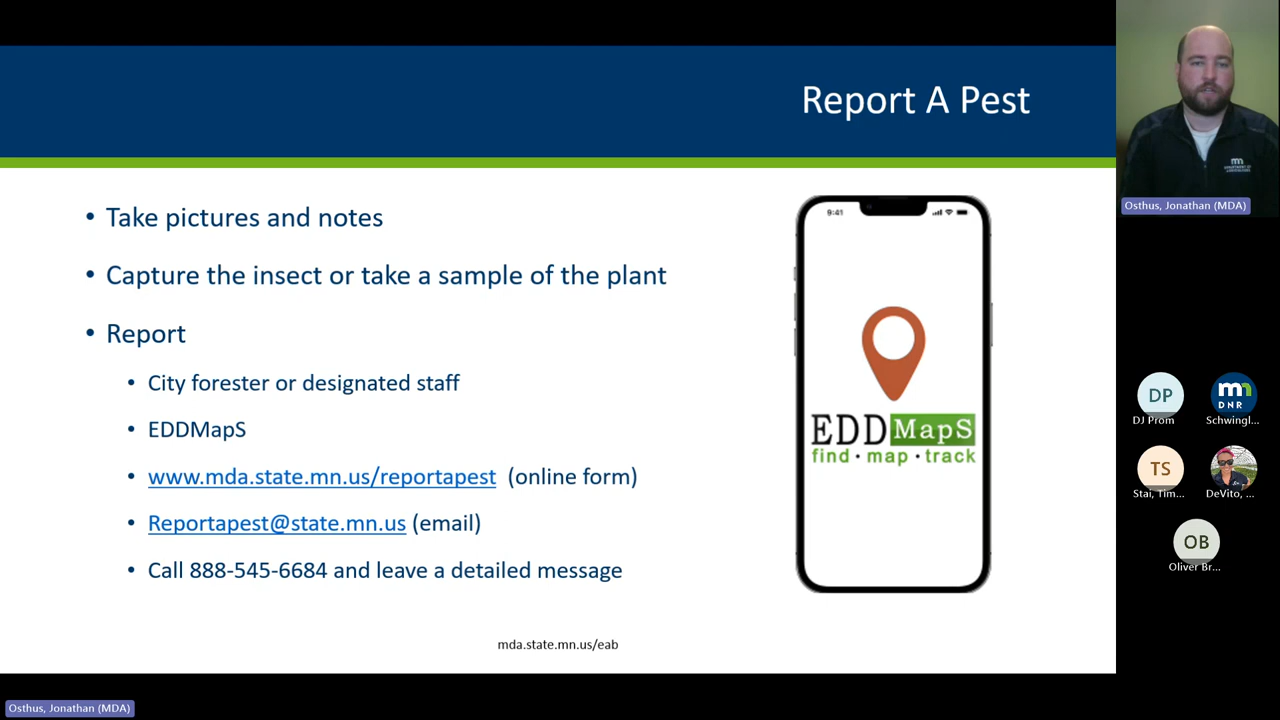 Report A Pest
• Take pictures and notes
• Capture the insect or take a sample of the plant
• Report
• City forester or designated staff
• EDDMapS
• www.mda.state.mn.us/reportapest (online form)
• Reportapest@state.mn.us (email)
• Call 888-545-6684 and leave a detailed message
9:41
EDDMapS
find · map · track
mda.state.mn.us/eab
Osthus, Jonathan (MDA)
DP
DJ Prom
mn
DNR
Schwingl...
TS
Stai, Tim...
DeVito, ...
OB
Oliver Br...
Osthus, Jonathan (MDA)